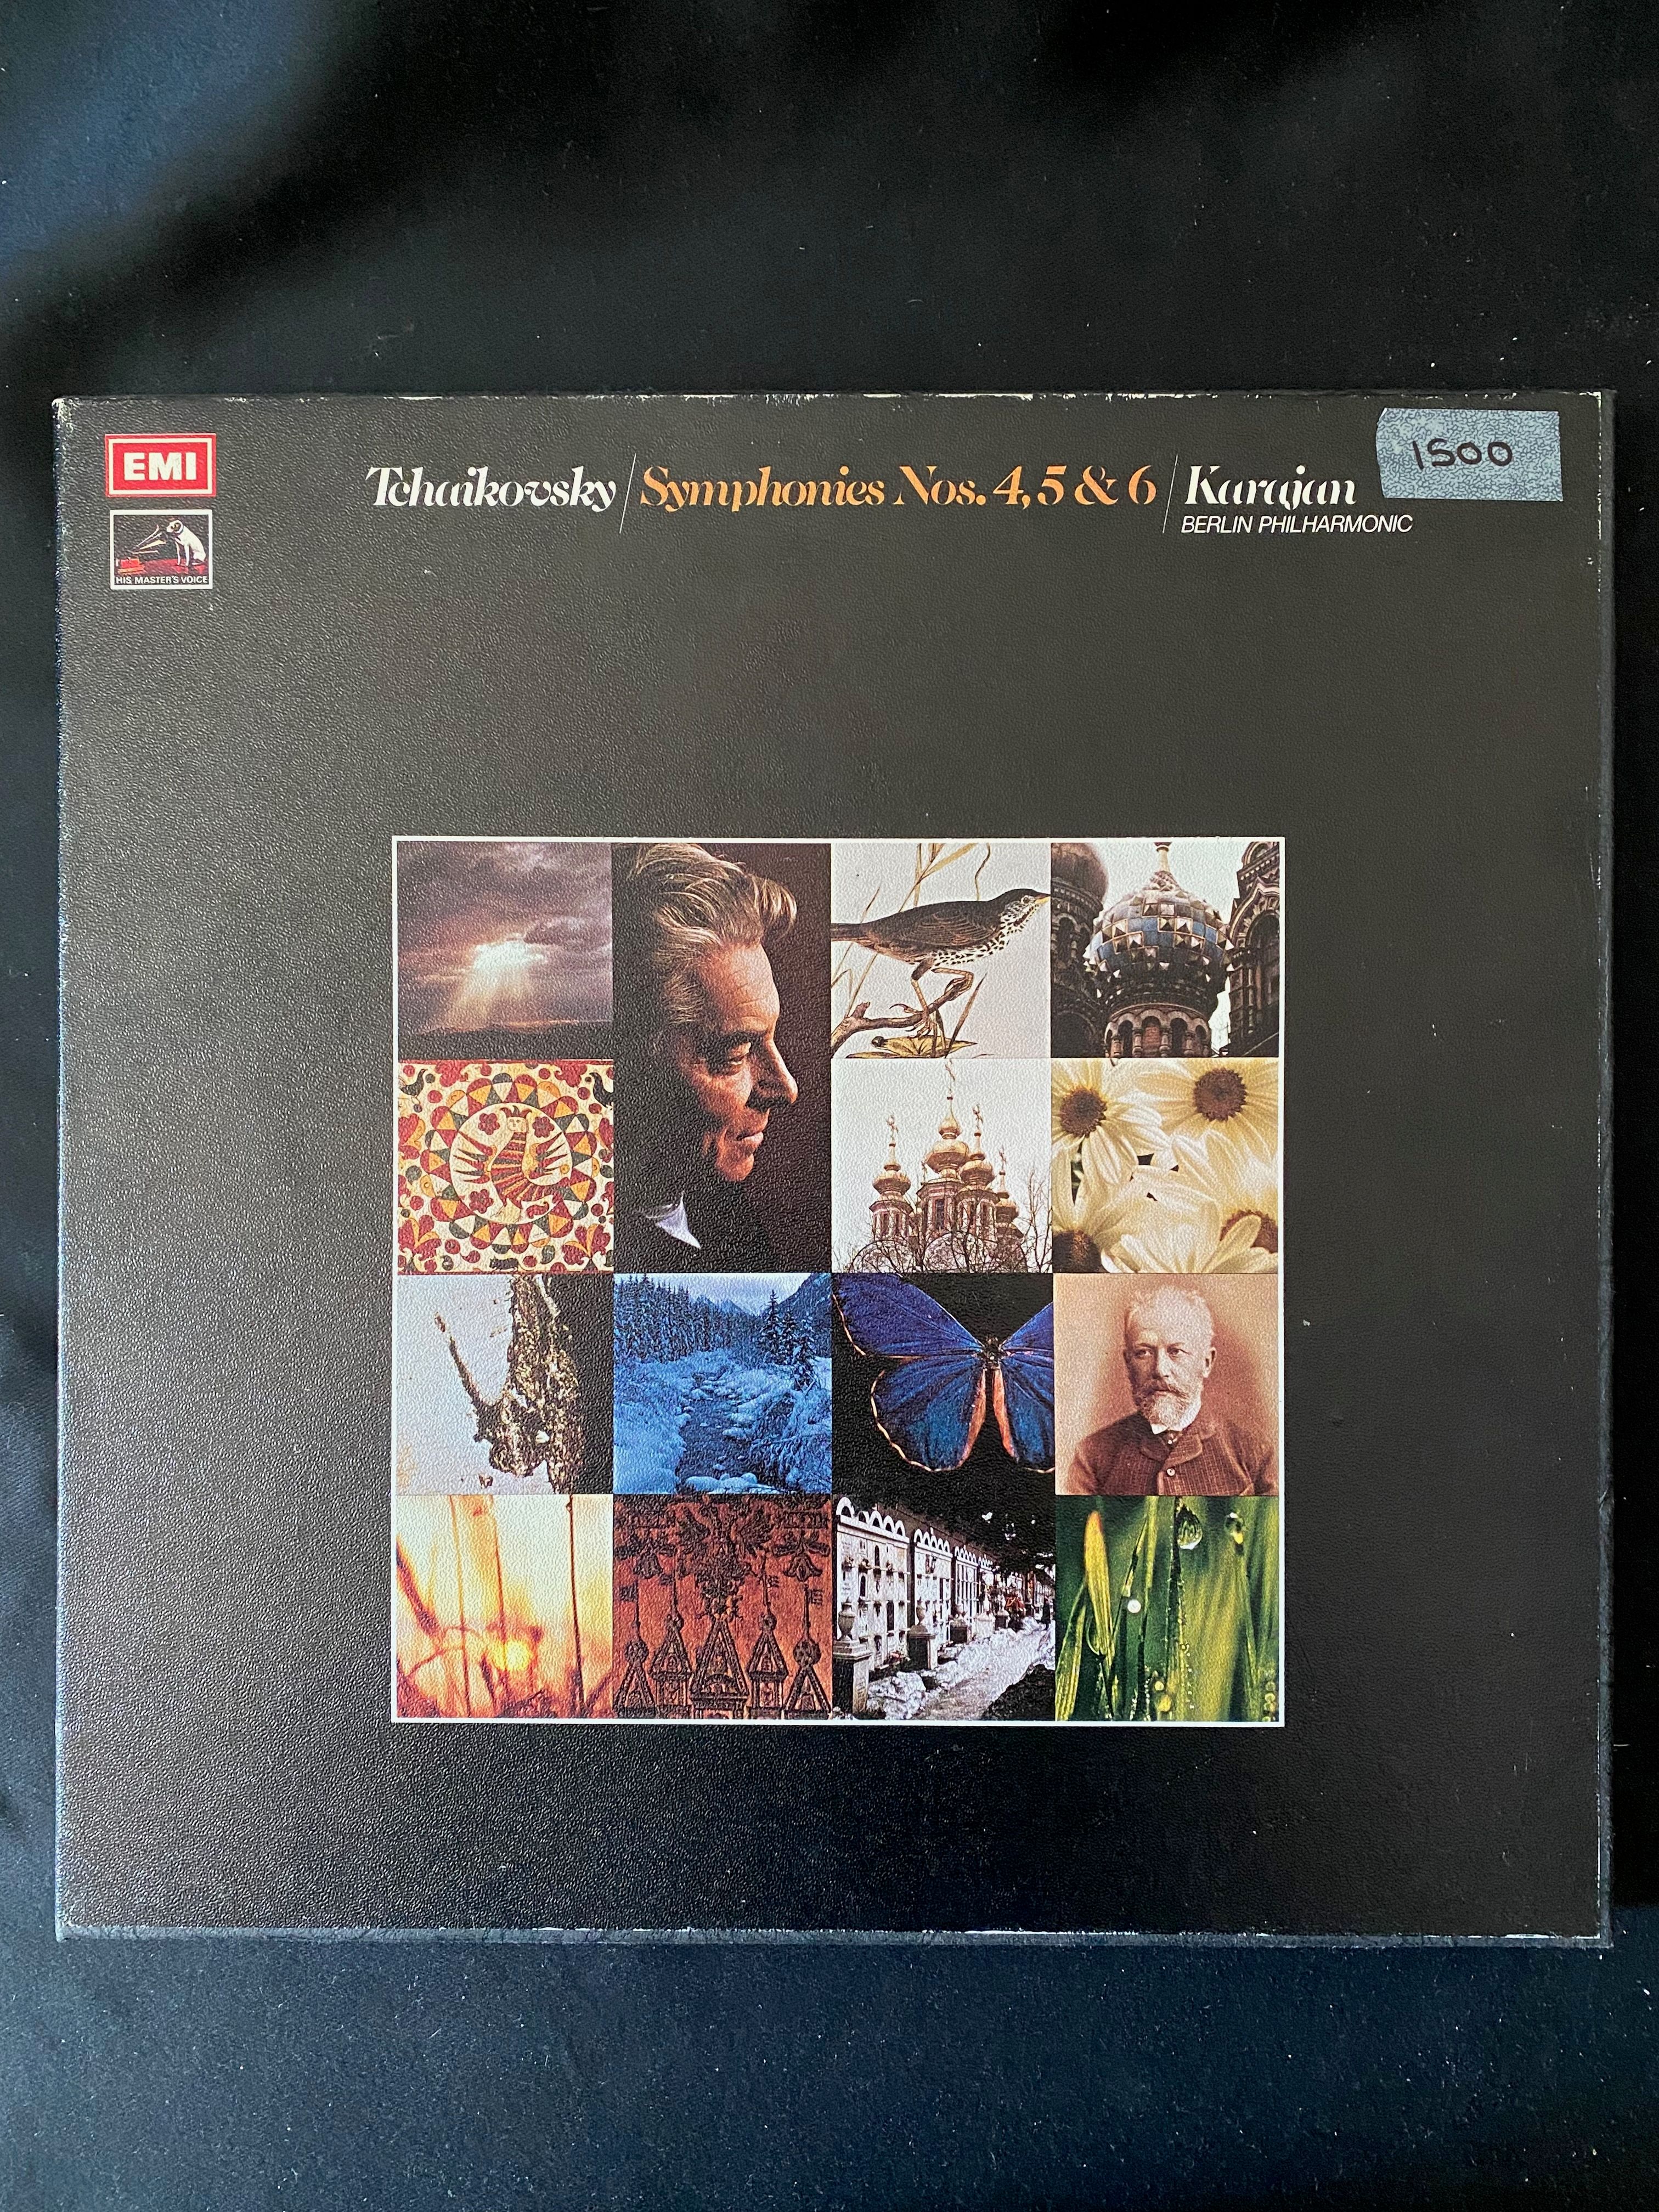 EMI
HIS MASTER'S VOICE
Tchaikovsky / Symphonies Nos. 4, 5 & 6 / Karajan
BERLIN PHILHARMONIC
1500